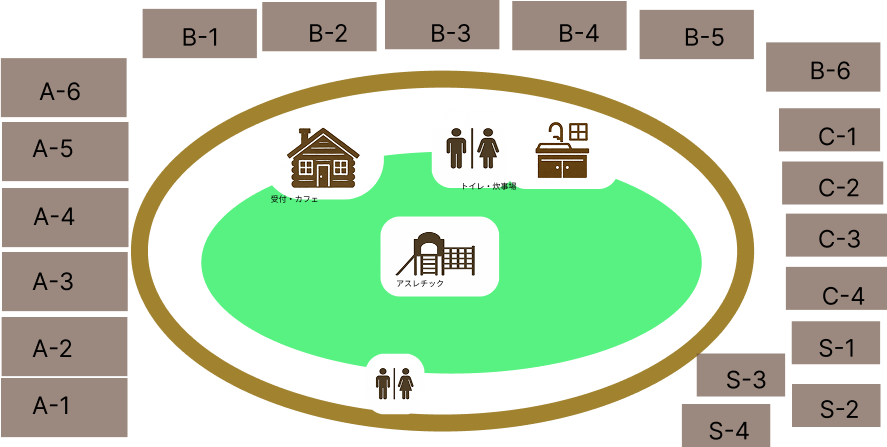 B-1
B-2
B-3
B-4
B-5
B-6
A-6
A-5
A-4
A-3
A-2
A-1
C-1
C-2
C-3
C-4
S-1
S-2
S-3
S-4
受付・カフェ
トイレ・炊事場
アスレチック